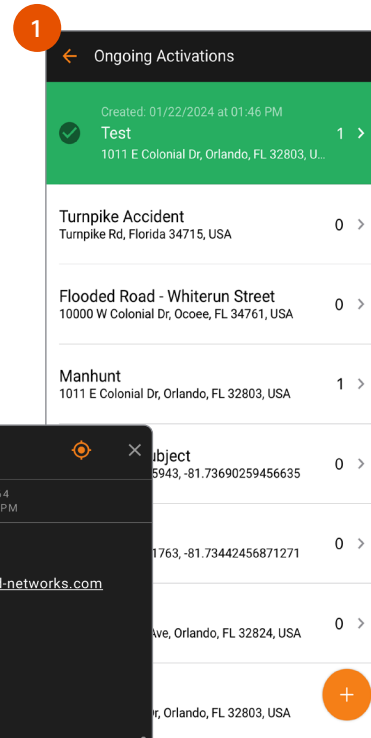 1
Ongoing Activations
Created: 01/22/2024 at 01:46 PM
Test
1
1011 E Colonial Dr, Orlando, FL 32803, U...
Turnpike Accident
0
Turnpike Rd, Florida 34715, USA
Flooded Road - Whiterun Street
0
10000 W Colonial Dr, Ocoee, FL 34761, USA
Manhunt
1
1011 E Colonial Dr, Orlando, FL 32803, USA
ubject
5943, -81.73690259456635
0
64
PM
1763, -81.73442456871271
0
l-networks.com
Ave, Orlando, FL 32824, USA
0
r, Orlando, FL 32803, USA
+